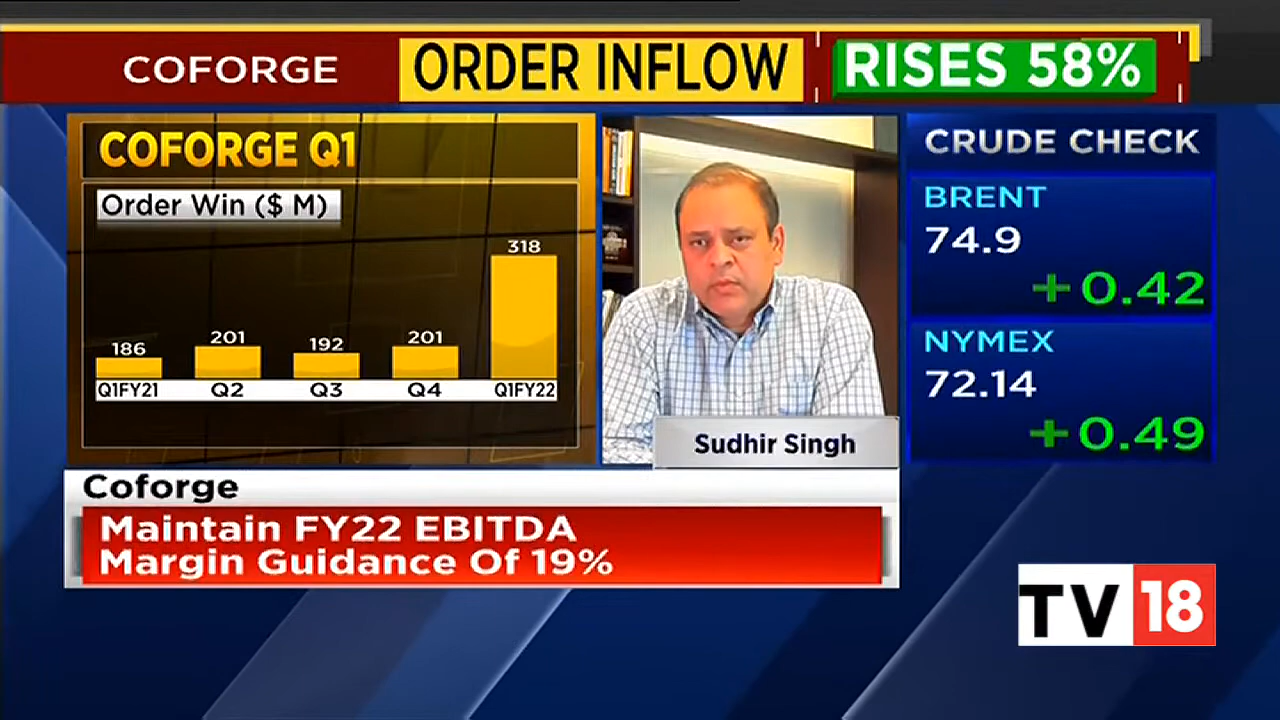 COFORGE
ORDER INFLOW
RISES 58%
COFORGE Q1
Order Win ($ M)
186
201
192
201
318
Q1FY21
Q2
Q3
Q4
Q1FY22
Sudhir Singh
CRUDE CHECK
BRENT
74.9
+0.42
NYMEX
72.14
+0.49
Coforge
Maintain FY22 EBITDA
Margin Guidance Of 19%
TV18